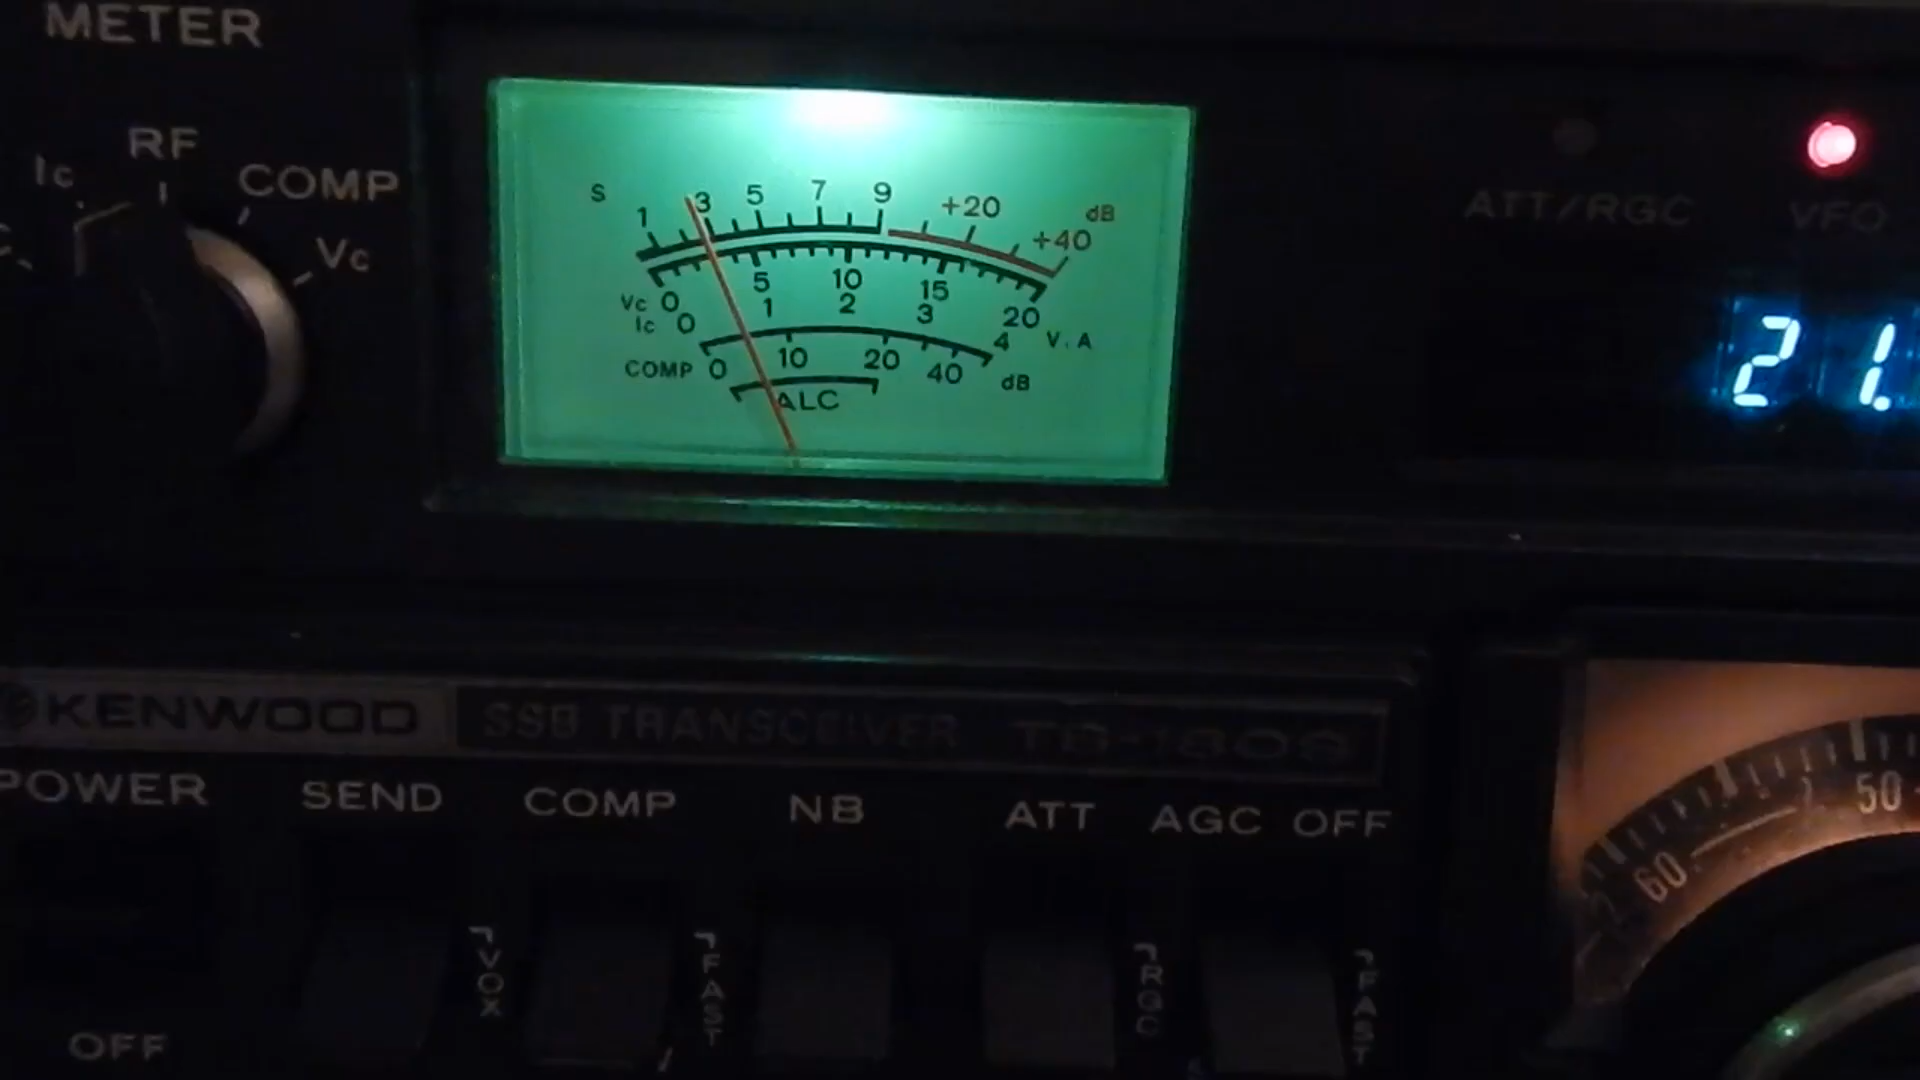 METER
RF
Ic
COMP
Vc
C
S 1 3 5 7 9 +20 +40 dB
5 10 15
Vc 0 20
1 2 3
Ic 0 4 V.A
COMP 0 10 20 40 dB
ALC
ATT/RGC VFO
21.
KENWOOD SSB TRANSCEIVER TS-180S
POWER SEND COMP NB ATT AGC OFF
50
60
VOX FAST RGC FAST
OFF